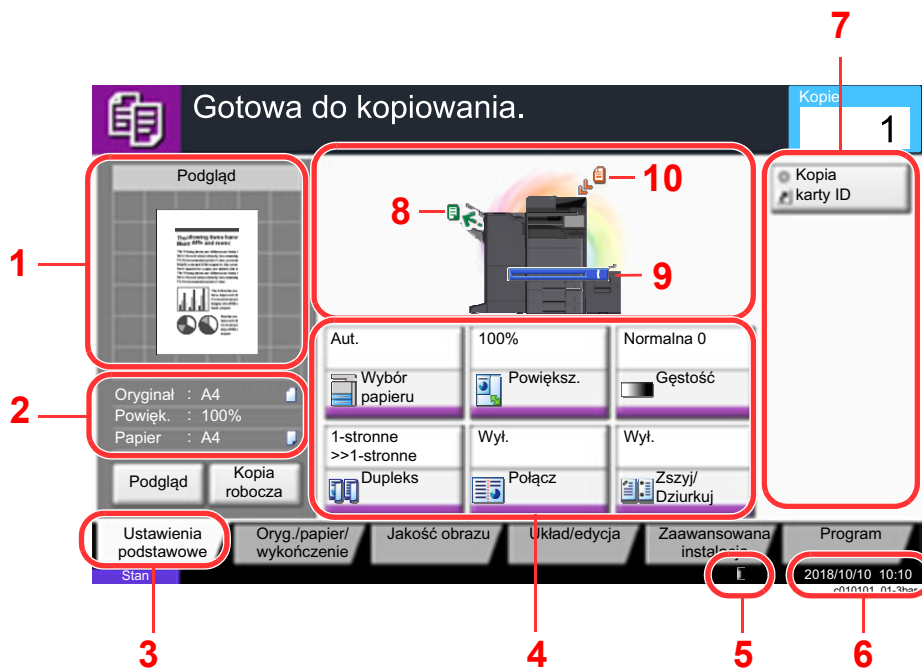 7
Gotowa do kopiowania.
Kopie
1
Podgląd
10
8
9
Kopia
karty ID
1
2
Oryginał : A4
Powięk. : 100%
Papier : A4
Podgląd
Kopia
robocza
Aut.
Wybór
papieru
100%
Powiększ.
Normalna 0
Gęstość
1-stronne
>>1-stronne
Dupleks
Wył.
Połącz
Wył.
Zszyj/
Dziurkuj
Ustawienia
podstawowe
Oryg./papier/
wykończenie
Jakość obrazu
Układ/edycja
Zaawansowana
instalacja
Program
Stan
2018/10/10 10:10
c010101_01-3bar
3
4
5
6